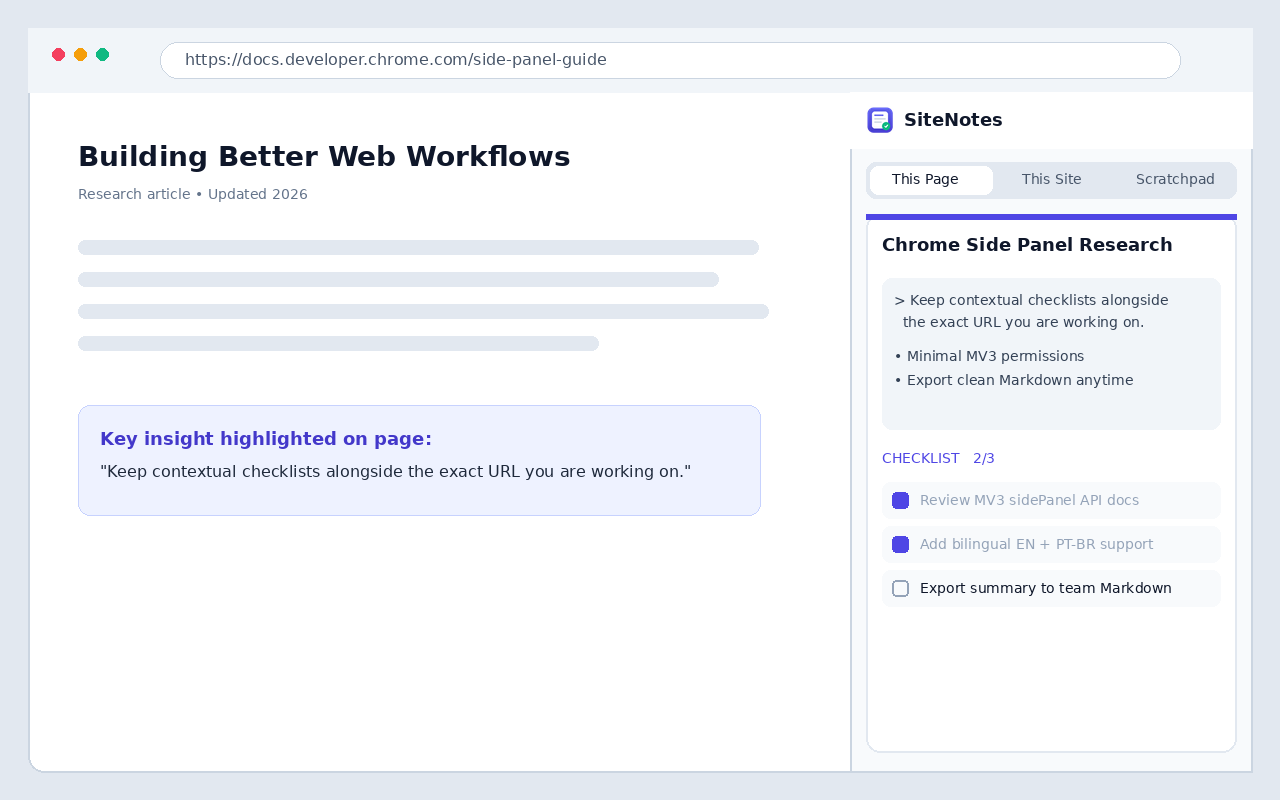 https://docs.developer.chrome.com/side-panel-guide
Building Better Web Workflows
Research article • Updated 2026
Key insight highlighted on page:
"Keep contextual checklists alongside the exact URL you are working on."
SiteNotes
This Page This Site Scratchpad
Chrome Side Panel Research
> Keep contextual checklists alongside
the exact URL you are working on.
• Minimal MV3 permissions
• Export clean Markdown anytime
CHECKLIST 2/3
Review MV3 sidePanel API docs
Add bilingual EN + PT-BR support
Export summary to team Markdown